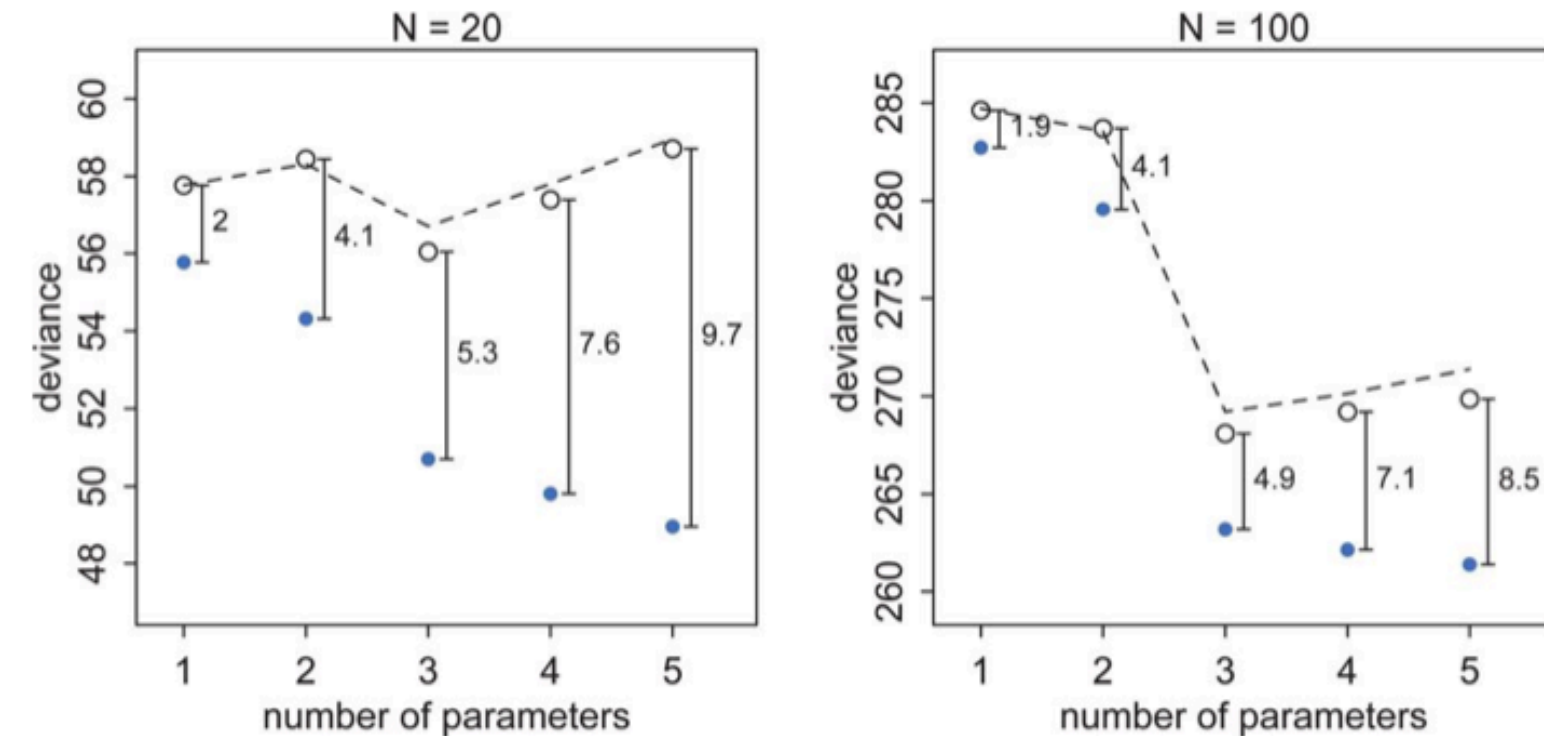 N = 20
deviance
60
58
56
54
52
50
48
2
4.1
5.3
7.6
9.7
1 2 3 4 5
number of parameters
N = 100
deviance
285
280
275
270
265
260
1.9
4.1
4.9
7.1
8.5
1 2 3 4 5
number of parameters